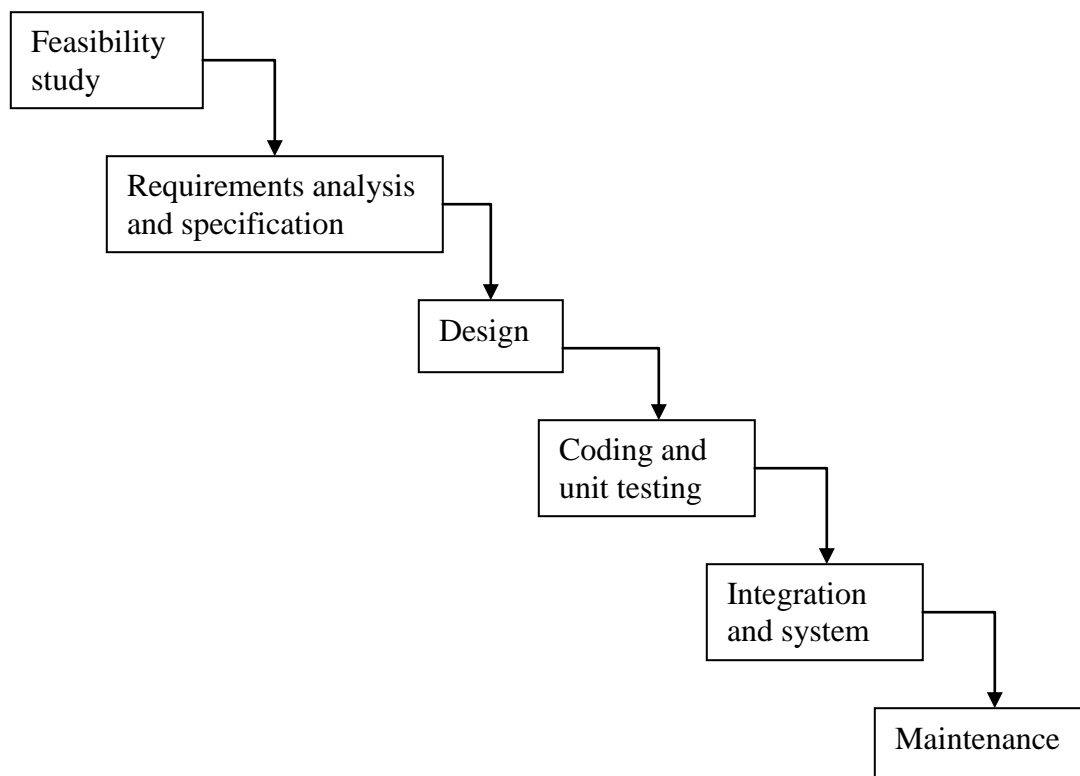 Feasibility
study
Requirements analysis
and specification
Design
Coding and
unit testing
Integration
and system
Maintenance